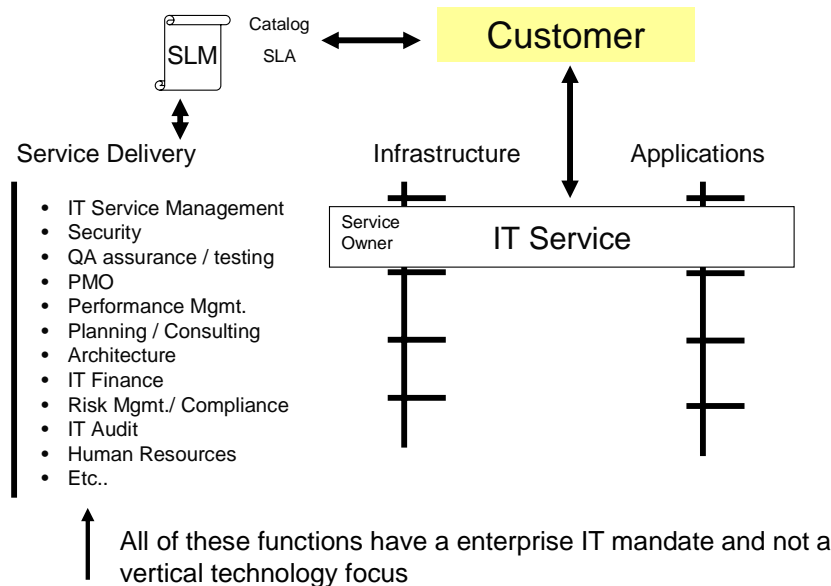 Catalog
SLA
SLM
Customer
Service Delivery
Infrastructure
Applications
• IT Service Management
• Security
• QA assurance / testing
• PMO
• Performance Mgmt.
• Planning / Consulting
• Architecture
• IT Finance
• Risk Mgmt./ Compliance
• IT Audit
• Human Resources
• Etc..
Service
Owner
IT Service
All of these functions have a enterprise IT mandate and not a
vertical technology focus